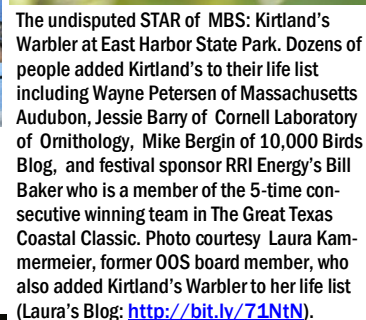 The undisputed STAR of MBS: Kirtland's
Warbler at East Harbor State Park. Dozens of
people added Kirtland's to their life list
including Wayne Petersen of Massachusetts
Audubon, Jessie Barry of Cornell Laboratory
of Ornithology, Mike Bergin of 10,000 Birds
Blog, and festival sponsor RRI Energy's Bill
Baker who is a member of the 5-time con-
secutive winning team in The Great Texas
Coastal Classic. Photo courtesy Laura Kam-
mermeier, former OOS board member, who
also added Kirtland's Warbler to her life list
(Laura's Blog: http://bit.ly/71NtN).